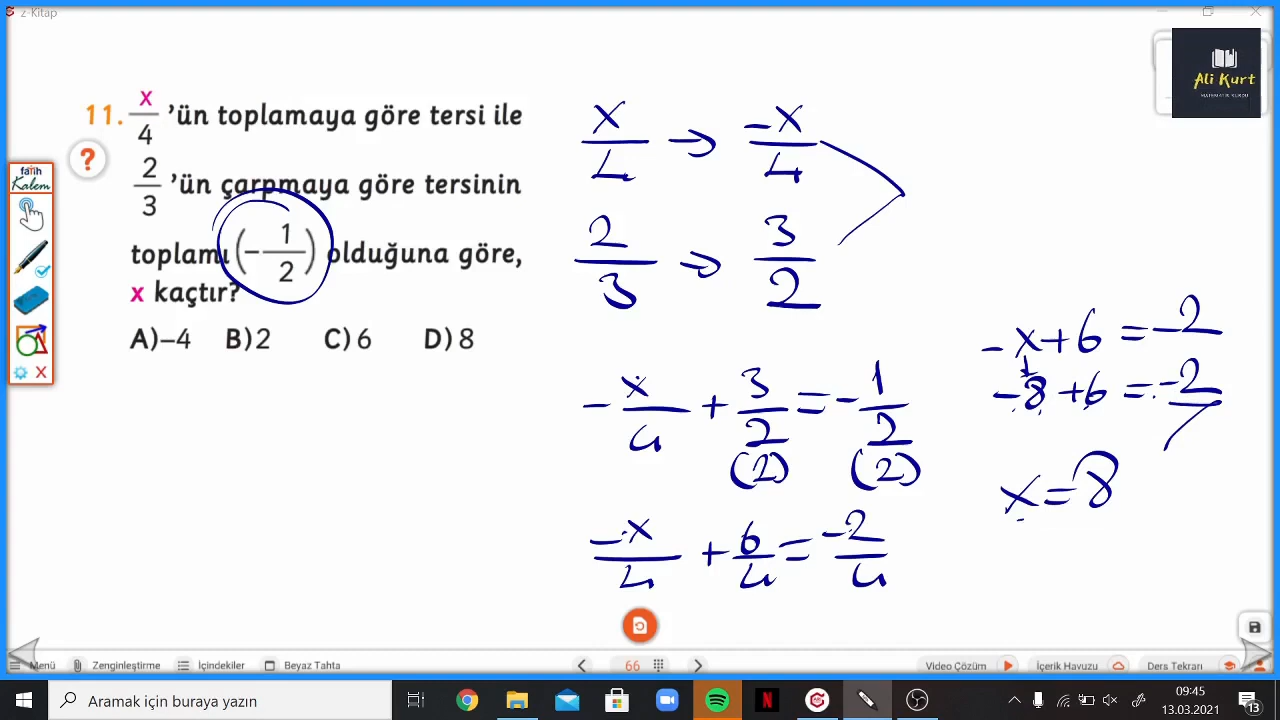 z-Kitap
Ali Kurt
11. x/4 'ün toplamaya göre tersi ile
2/3 'ün çarpmaya göre tersinin
toplamı (-1/2) olduğuna göre,
x kaçtır?
A) –4 B) 2 C) 6 D) 8
fatih
Kalem
x/4 → -x/4
2/3 → 3/2
-x/4 + 3/2 = -1/2
(2) (2)
-x/4 + 6/4 = -2/4
-x+6 = -2
-8+6 = -2
x=8
Menü Zenginleştirme İçindekiler Beyaz Tahta 66 Video Çözüm İçerik Havuzu Ders Tekrarı
Aramak için buraya yazın
09:45
13.03.2021
13